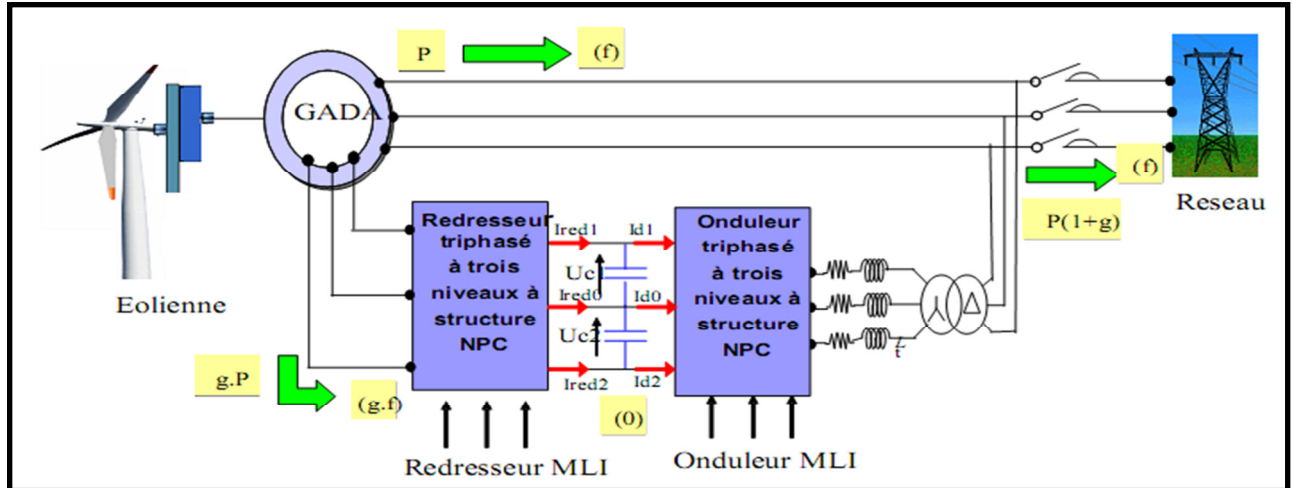 P
(f)
GADA
Eolienne
Reseau
(f)
P(1+g)
Redresseur
triphasé
à trois
niveaux à
structure
NPC
Ired1
Id1
Uc1
Ired0
Id0
Uc2
Ired2
Id2
(0)
Onduleur
triphasé
à trois
niveaux à
structure
NPC
g.P
(g.f)
Redresseur MLI
Onduleur MLI